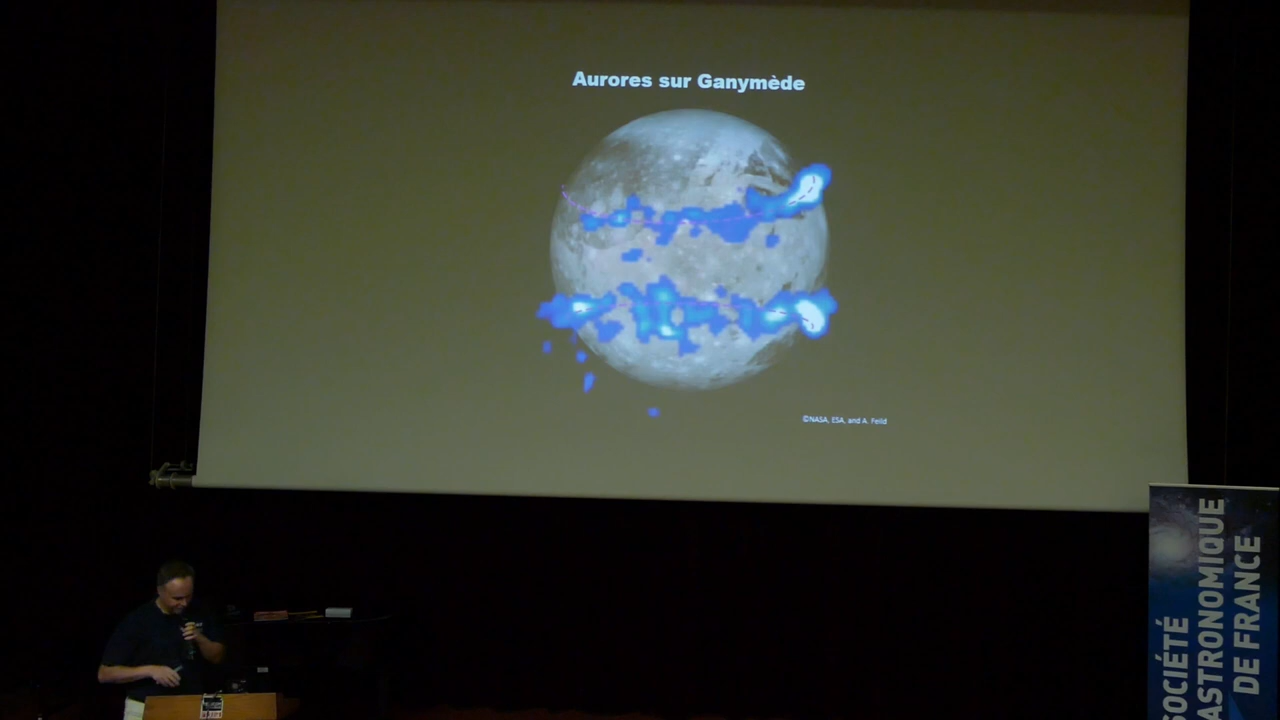 Aurores sur Ganymède
©NASA, ESA, and A. Feild
SOCIÉTÉ
ASTRONOMIQUE
DE FRANCE